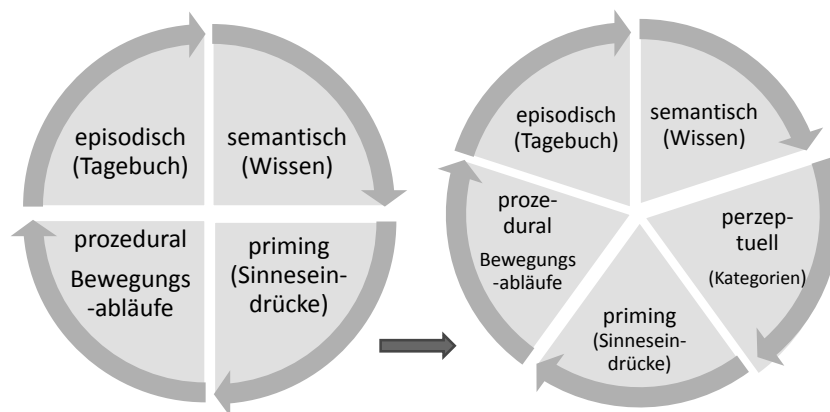 episodisch
(Tagebuch)
semantisch
(Wissen)
prozedural
Bewegungs
-abläufe
priming
(Sinnesein-
drücke)
episodisch
(Tagebuch)
semantisch
(Wissen)
proze-
dural
Bewegungs
-abläufe
perzep-
tuell
(Kategorien)
priming
(Sinnesein-
drücke)